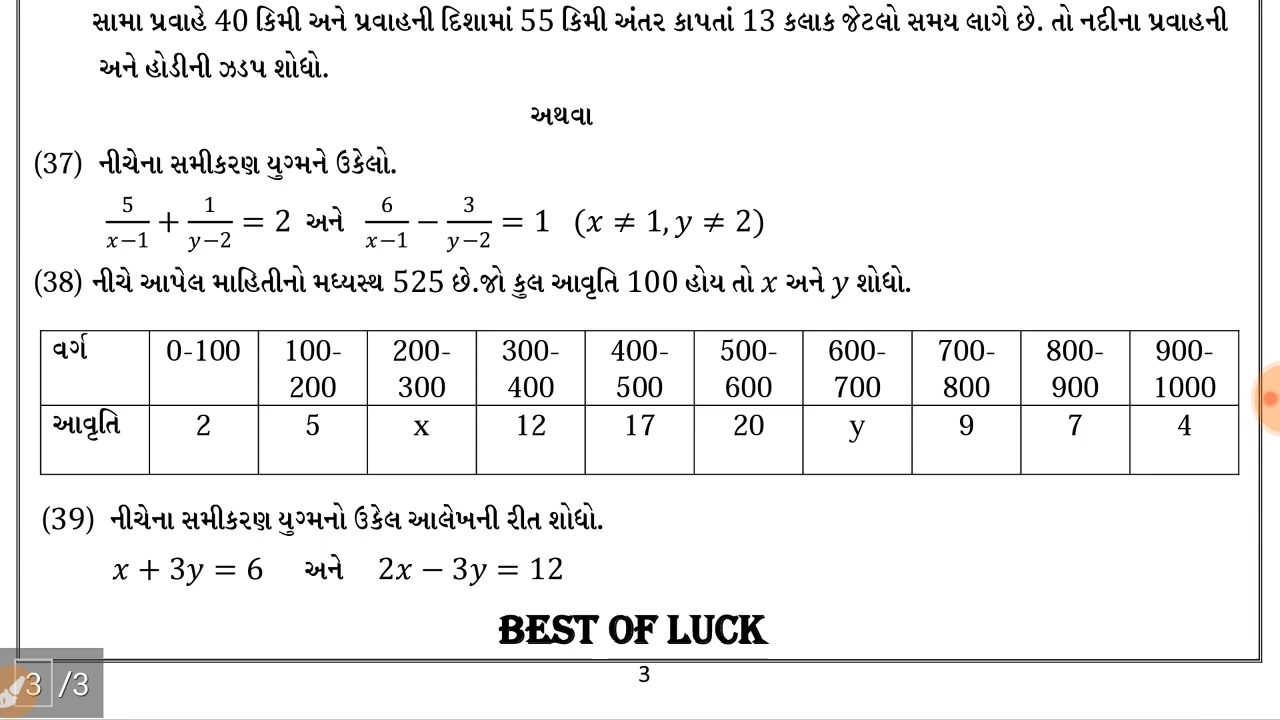 સામા પ્રવાહે 40 કિમી અને પ્રવાહની દિશામાં 55 કિમી અંતર કાપતાં 13 કલાક જેટલો સમય લાગે છે. તો નદીના પ્રવાહની
અને હોડીની ઝડપ શોધો.
અથવા
(37) નીચેના સમીકરણ યુગ્મને ઉકેલો.
5/(x−1) + 1/(y−2) = 2 અને 6/(x−1) − 3/(y−2) = 1 (x ≠ 1, y ≠ 2)
(38) નીચે આપેલ માહિતીનો મધ્યસ્થ 525 છે.જો કુલ આવૃતિ 100 હોય તો x અને y શોધો.
વર્ગ 0-100 100-200 200-300 300-400 400-500 500-600 600-700 700-800 800-900 900-1000
આવૃતિ 2 5 x 12 17 20 y 9 7 4
(39) નીચેના સમીકરણ યુગ્મનો ઉકેલ આલેખની રીત શોધો.
x + 3y = 6 અને 2x − 3y = 12
BEST OF LUCK
3
3 /3